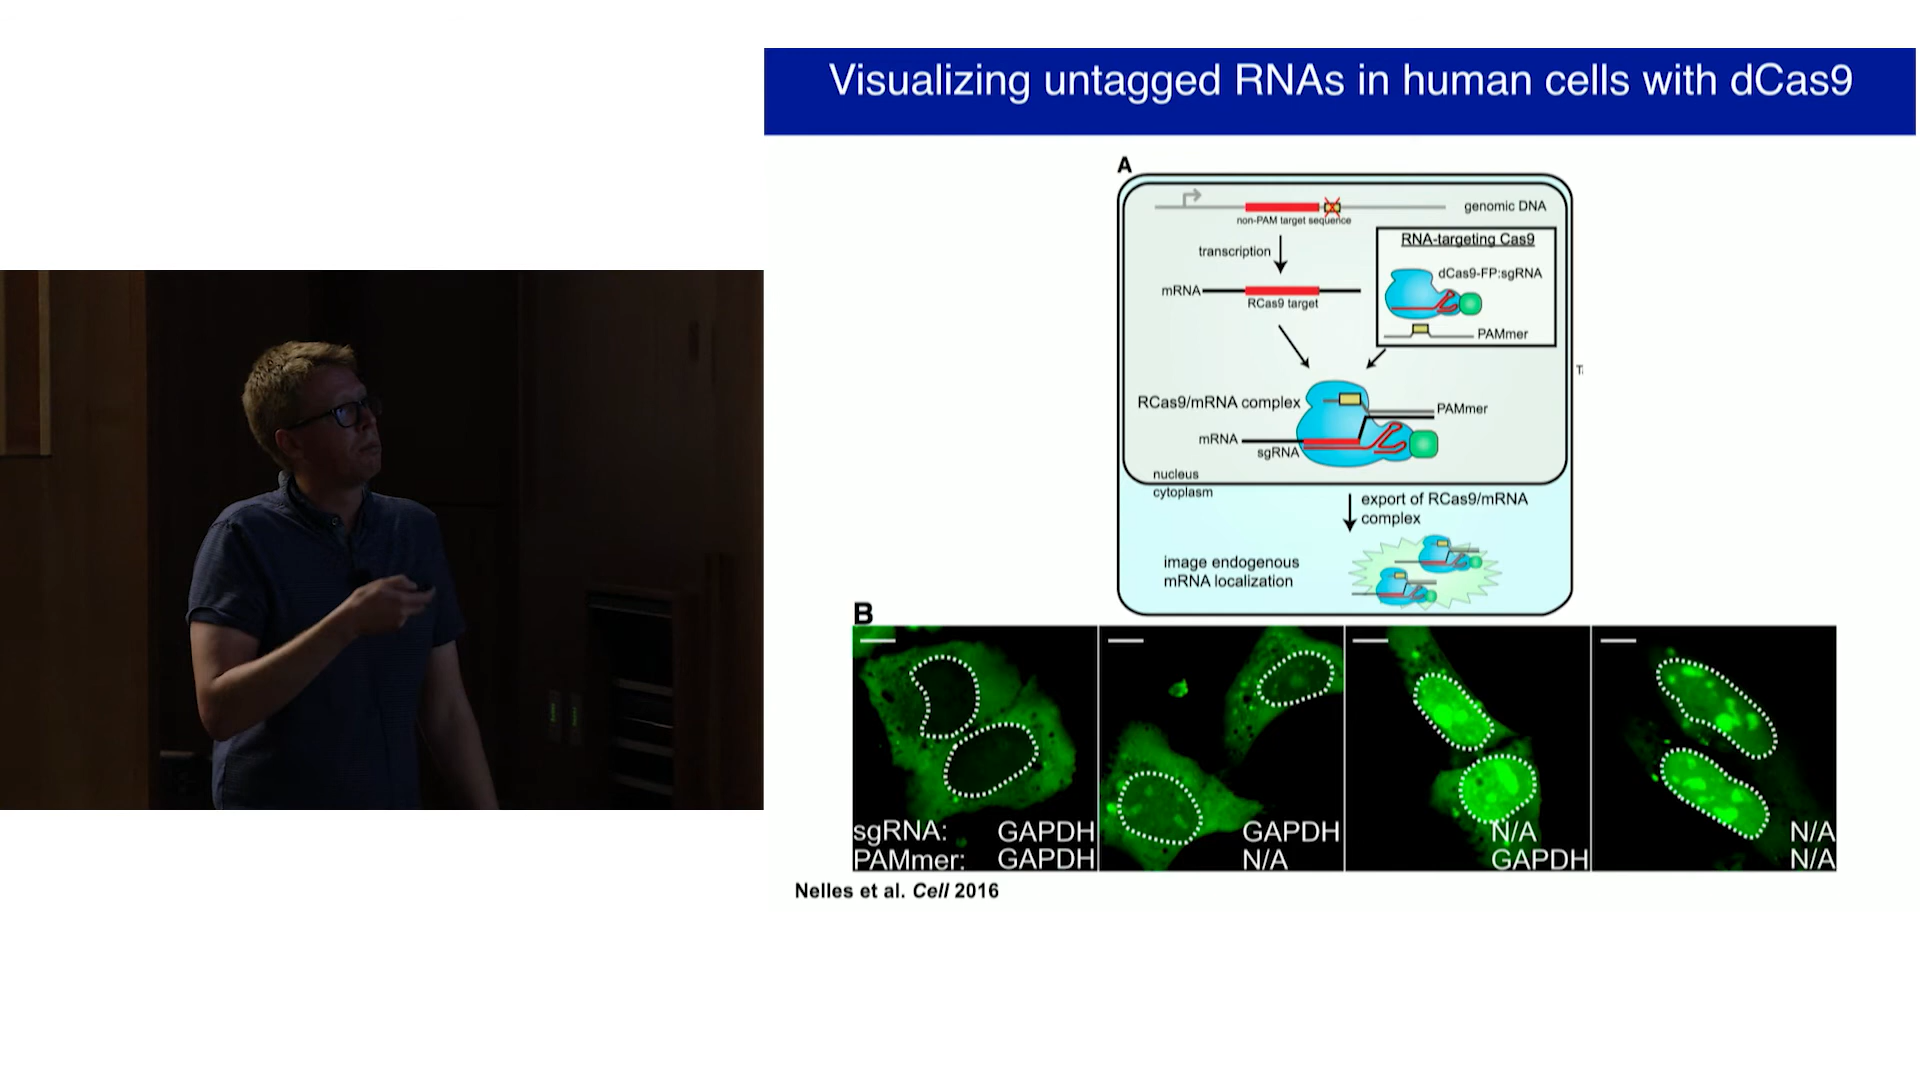 Visualizing untagged RNAs in human cells with dCas9
A
genomic DNA
non-PAM target sequence
transcription
RNA-targeting Cas9
dCas9-FP:sgRNA
PAMmer
mRNA
RCas9 target
RCas9/mRNA complex
PAMmer
mRNA
sgRNA
nucleus
cytoplasm
export of RCas9/mRNA
complex
image endogenous
mRNA localization
B
sgRNA: GAPDH
PAMmer: GAPDH
GAPDH
N/A
N/A
GAPDH
N/A
N/A
Nelles et al. Cell 2016